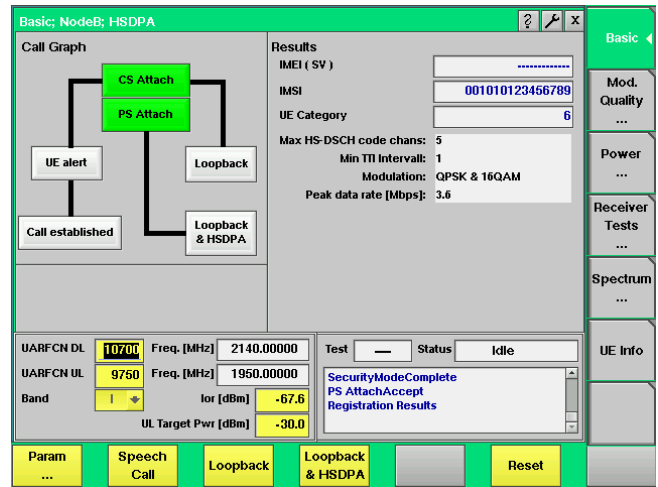 Basic; NodeB; HSDPA
? x
Call Graph
CS Attach
PS Attach
UE alert
Loopback
Call established
Loopback
& HSDPA
Results
IMEI ( SV )
------------
IMSI
001010123456789
UE Category
6
Max HS-DSCH code chans: 5
Min TTI Intervall: 1
Modulation: QPSK & 16QAM
Peak data rate [Mbps]: 3.6
UARFCN DL 10700 Freq. [MHz] 2140.00000
UARFCN UL 9750 Freq. [MHz] 1950.00000
Band I Ior [dBm] -67.6
UL Target Pwr [dBm] -30.0
Test — Status Idle
SecurityModeComplete
PS AttachAccept
Registration Results
Basic
Mod.
Quality
...
Power
...
Receiver
Tests
...
Spectrum
...
UE Info
Param
...
Speech
Call
Loopback
Loopback
& HSDPA
Reset